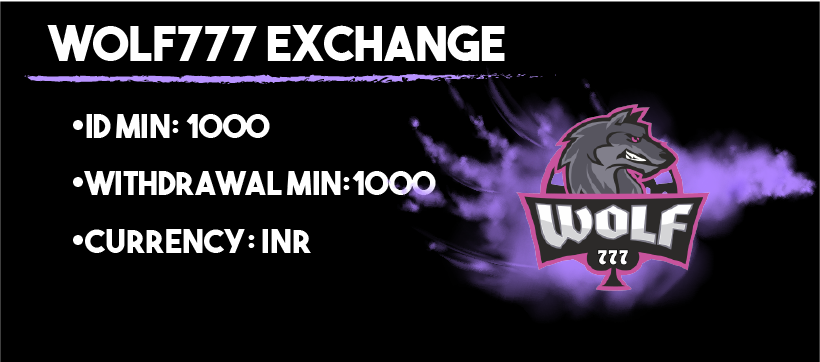 WOLF777 EXCHANGE
•ID MIN: 1000
•WITHDRAWAL MIN:1000
•CURRENCY: INR
WOLF
777